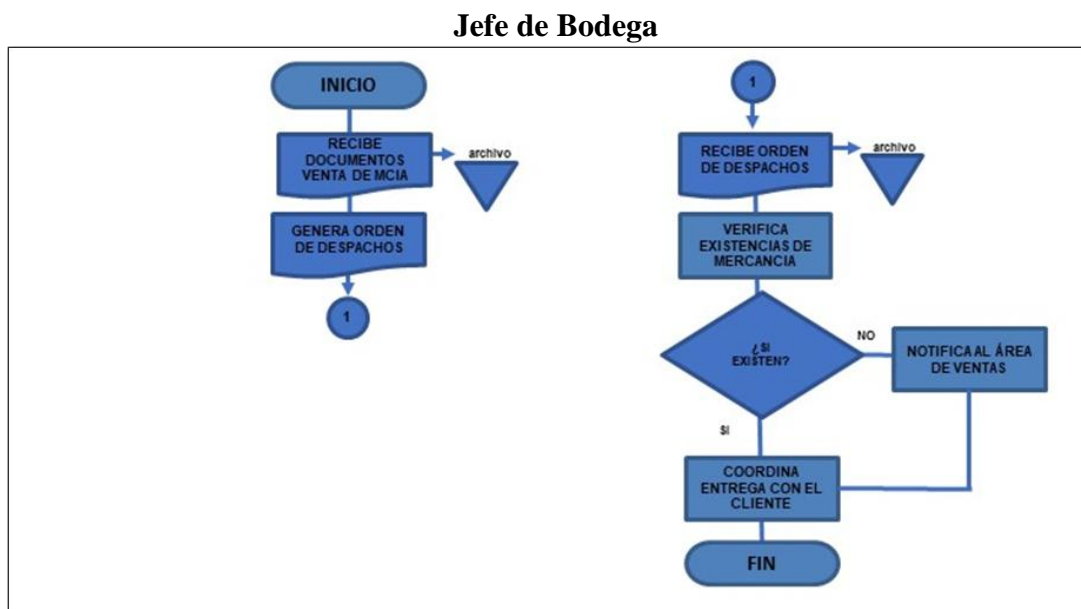 Jefe de Bodega
INICIO
RECIBE
DOCUMENTOS
VENTA DE MCIA
archivo
GENERA ORDEN
DE DESPACHOS
1
1
RECIBE ORDEN
DE DESPACHOS
archivo
VERIFICA
EXISTENCIAS DE
MERCANCIA
¿SI
EXISTEN?
NO
NOTIFICA AL ÁREA
DE VENTAS
SI
COORDINA
ENTREGA CON EL
CLIENTE
FIN